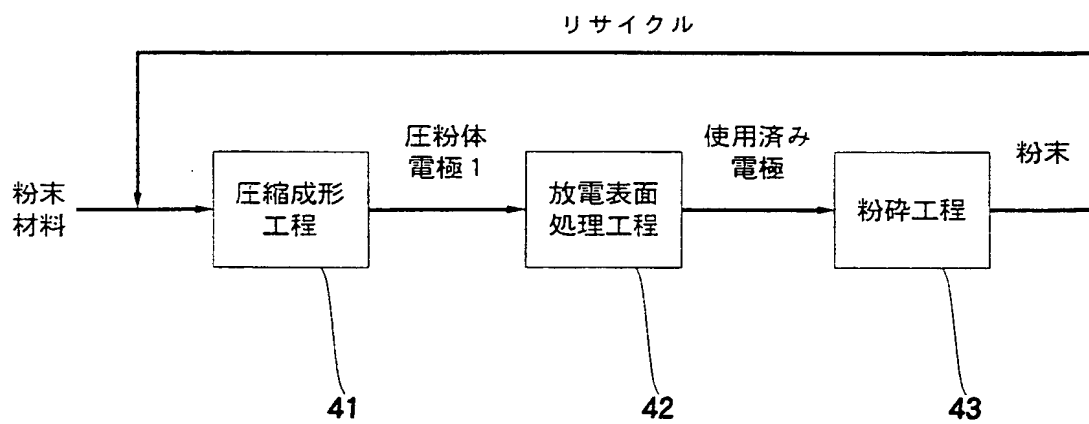 リサイクル
粉末
材料
圧縮成形
工程
圧粉体
電極1
放電表面
処理工程
使用済み
電極
粉砕工程
粉末
41
42
43